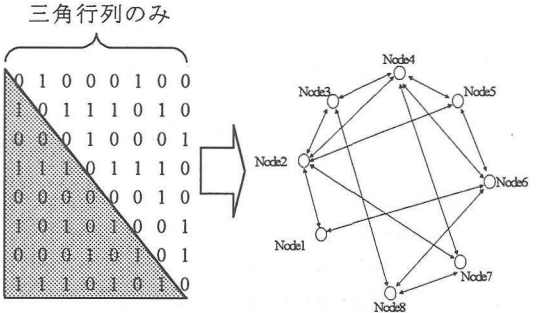 三角行列のみ
0 1 0 0 0 1 0 0
1 0 1 1 1 0 1 0
0 0 0 1 0 0 0 1
1 1 1 0 1 1 1 0
0 0 0 0 0 0 1 0
1 0 1 0 1 0 0 1
0 0 0 1 0 1 0 1
1 1 1 0 1 0 1 0
Node4
Node3
Node5
Node2
Node6
Node1
Node7
Node8